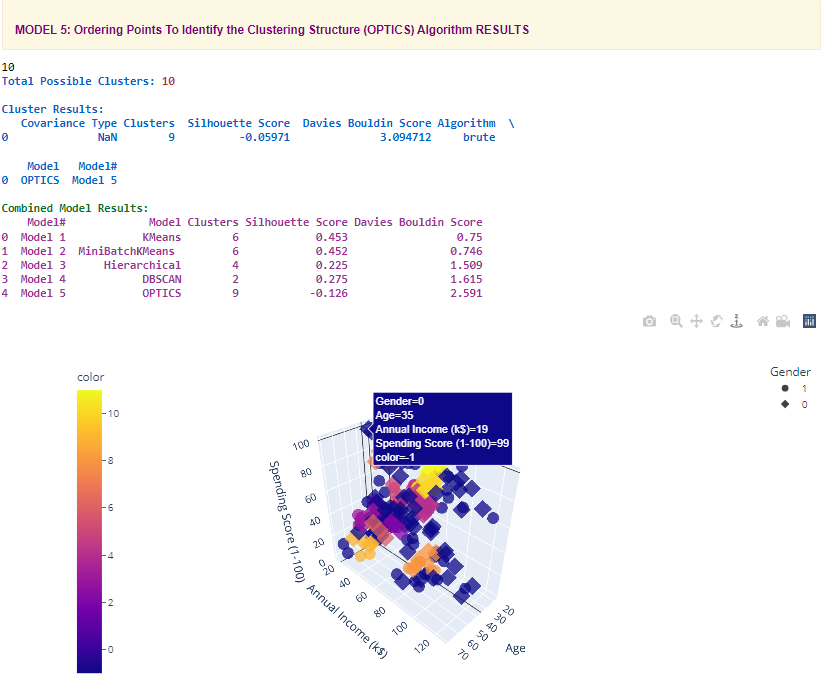 MODEL 5: Ordering Points To Identify the Clustering Structure (OPTICS) Algorithm RESULTS
10
Total Possible Clusters: 10
Cluster Results:
Covariance Type Clusters Silhouette Score Davies Bouldin Score Algorithm \
0 NaN 9 -0.05971 3.094712 brute
Model Model#
0 OPTICS Model 5
Combined Model Results:
Model# Model Clusters Silhouette Score Davies Bouldin Score
0 Model 1 KMeans 6 0.453 0.75
1 Model 2 MiniBatchKMeans 6 0.452 0.746
2 Model 3 Hierarchical 4 0.225 1.509
3 Model 4 DBSCAN 2 0.275 1.615
4 Model 5 OPTICS 9 -0.126 2.591
color
10
8
6
4
2
0
Gender=0
Age=35
Annual Income (k$)=19
Spending Score (1-100)=99
color=-1
Gender
1
0
100
80
60
40
20
0
Spending Score (1-100)
20
40
60
80
100
120
Annual Income (k$)
20
30
40
50
60
70
Age